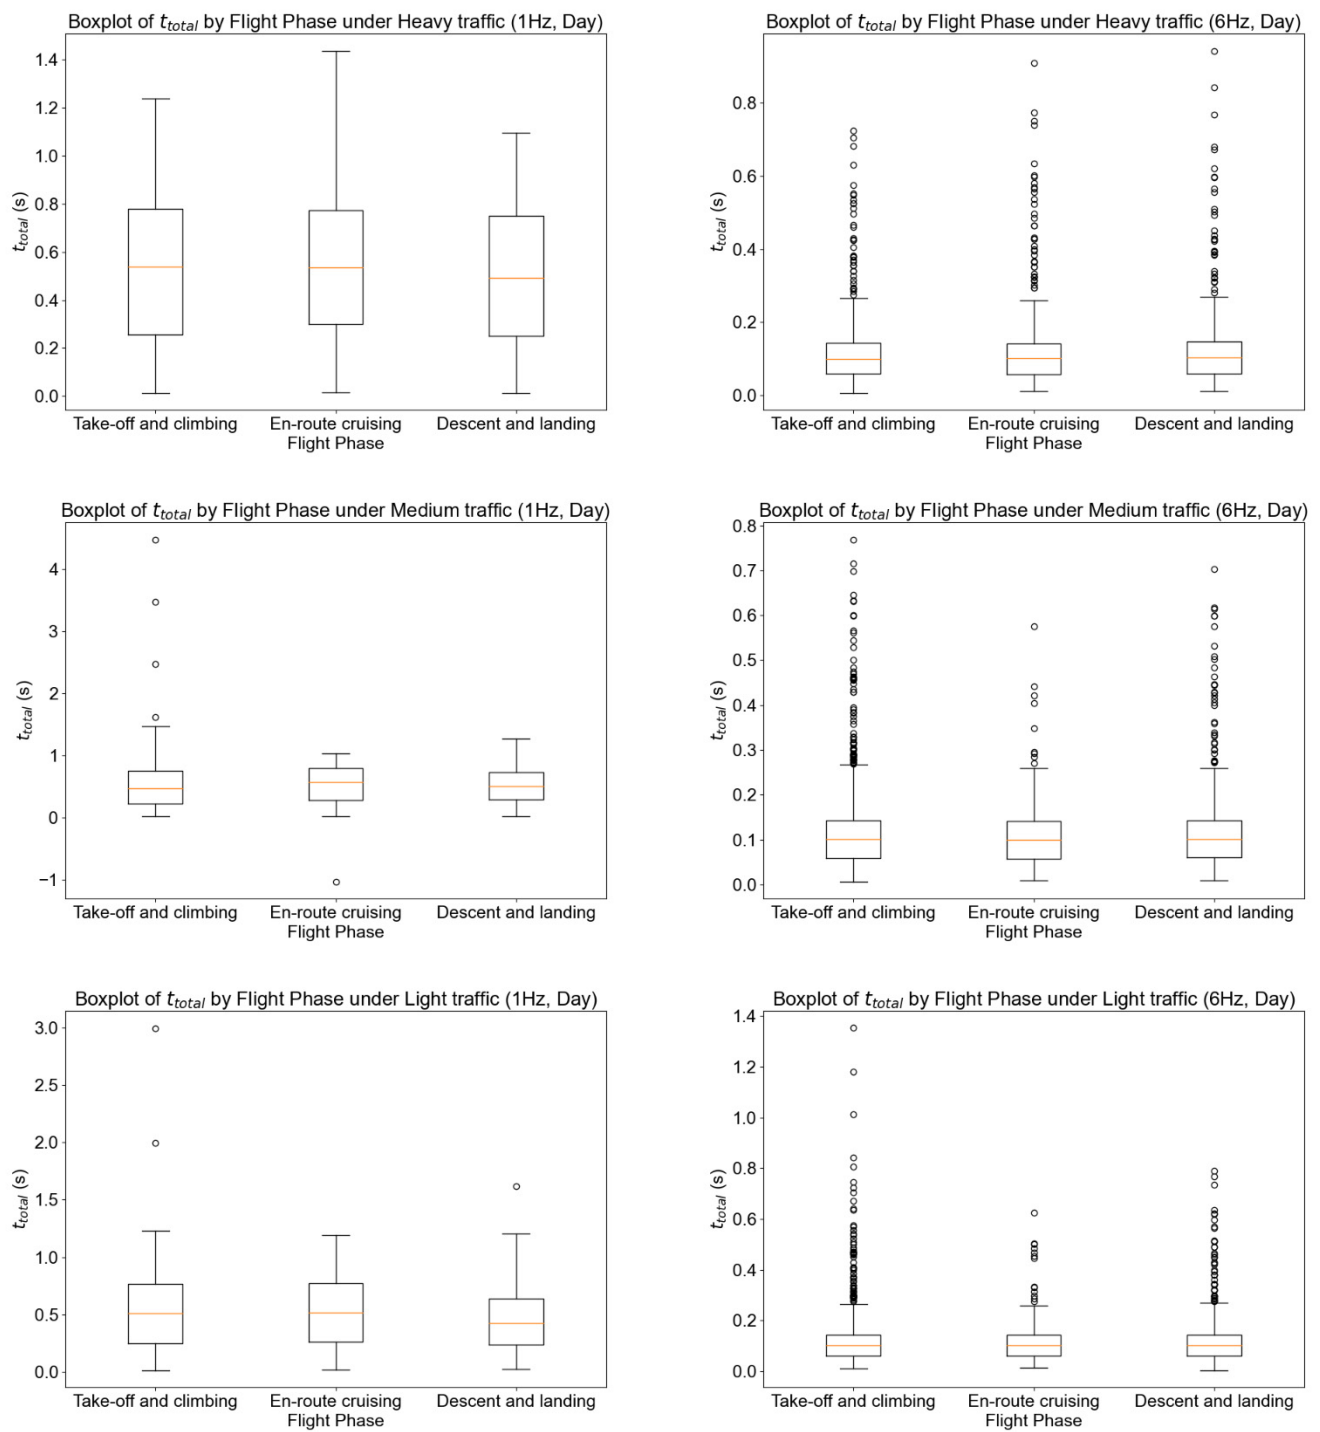 Boxplot of t_total by Flight Phase under Heavy traffic (1Hz, Day)
1.4
1.2
1.0
0.8
0.6
0.4
0.2
0.0
t_total (s)
Take-off and climbing En-route cruising Descent and landing
Flight Phase
Boxplot of t_total by Flight Phase under Heavy traffic (6Hz, Day)
0.8
0.6
0.4
0.2
0.0
t_total (s)
Take-off and climbing En-route cruising Descent and landing
Flight Phase
Boxplot of t_total by Flight Phase under Medium traffic (1Hz, Day)
4
3
2
1
0
−1
t_total (s)
Take-off and climbing En-route cruising Descent and landing
Flight Phase
Boxplot of t_total by Flight Phase under Medium traffic (6Hz, Day)
0.8
0.7
0.6
0.5
0.4
0.3
0.2
0.1
0.0
t_total (s)
Take-off and climbing En-route cruising Descent and landing
Flight Phase
Boxplot of t_total by Flight Phase under Light traffic (1Hz, Day)
3.0
2.5
2.0
1.5
1.0
0.5
0.0
t_total (s)
Take-off and climbing En-route cruising Descent and landing
Flight Phase
Boxplot of t_total by Flight Phase under Light traffic (6Hz, Day)
1.4
1.2
1.0
0.8
0.6
0.4
0.2
0.0
t_total (s)
Take-off and climbing En-route cruising Descent and landing
Flight Phase